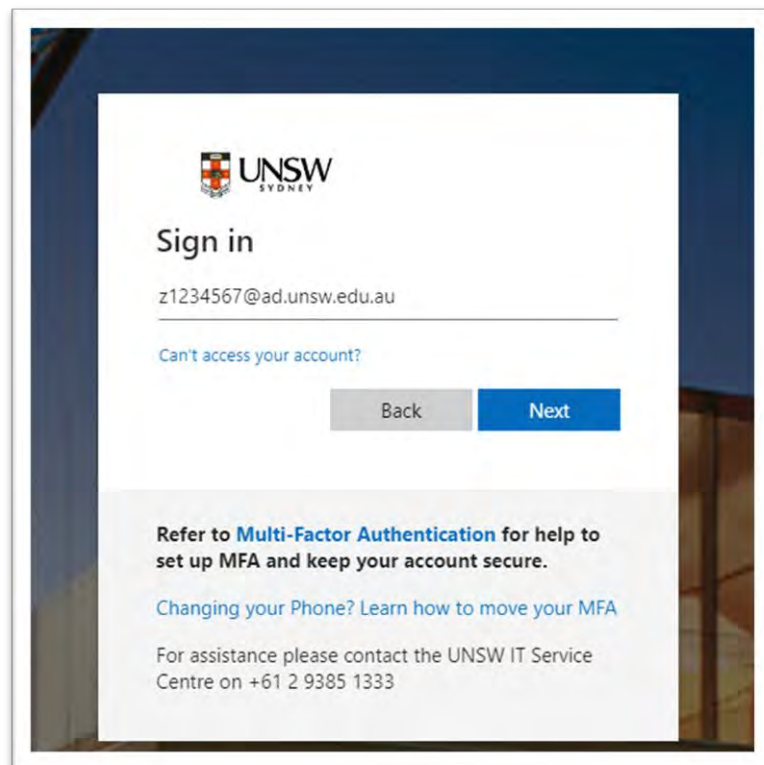 UNSW
SYDNEY
Sign in
z1234567@ad.unsw.edu.au
Can't access your account?
Back
Next
Refer to Multi-Factor Authentication for help to
set up MFA and keep your account secure.
Changing your Phone? Learn how to move your MFA
For assistance please contact the UNSW IT Service
Centre on +61 2 9385 1333